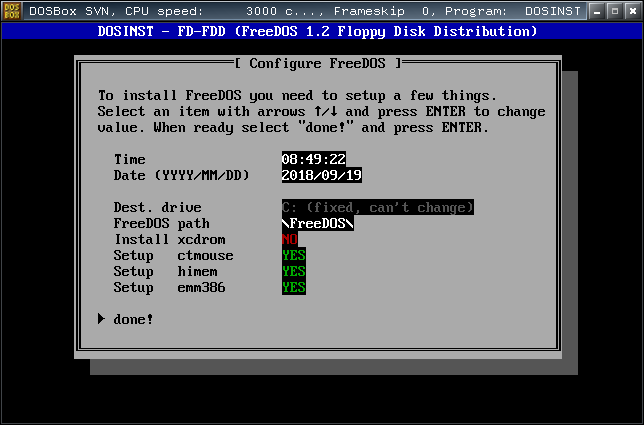 DOS BOX DOSBox SVN, CPU speed: 3000 c..., Frameskip 0, Program: DOSINST
DOSINST - FD-FDD (FreeDOS 1.2 Floppy Disk Distribution)
[ Configure FreeDOS ]
To install FreeDOS you need to setup a few things.
Select an item with arrows ↑/↓ and press ENTER to change
value. When ready select "done!" and press ENTER.
Time 08:49:22
Date (YYYY/MM/DD) 2018/09/19
Dest. drive C: (fixed, can't change)
FreeDOS path \FreeDOS\
Install xcdrom NO
Setup ctmouse YES
Setup himem YES
Setup emm386 YES
► done!